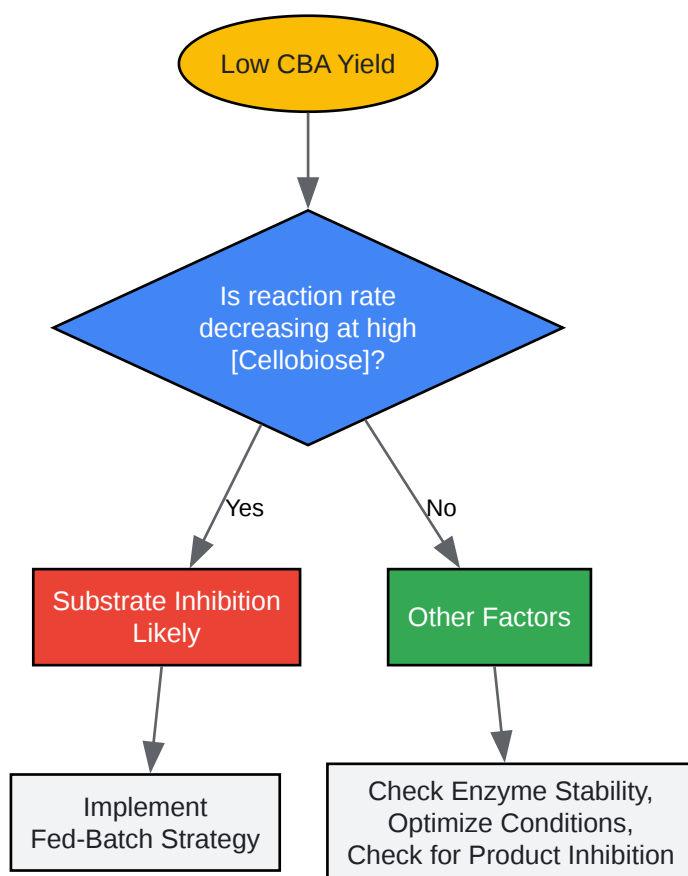 Low CBA Yield
Is reaction rate
decreasing at high
[Cellobiose]?
Yes
No
Substrate Inhibition
Likely
Other Factors
Implement
Fed-Batch Strategy
Check Enzyme Stability,
Optimize Conditions,
Check for Product Inhibition